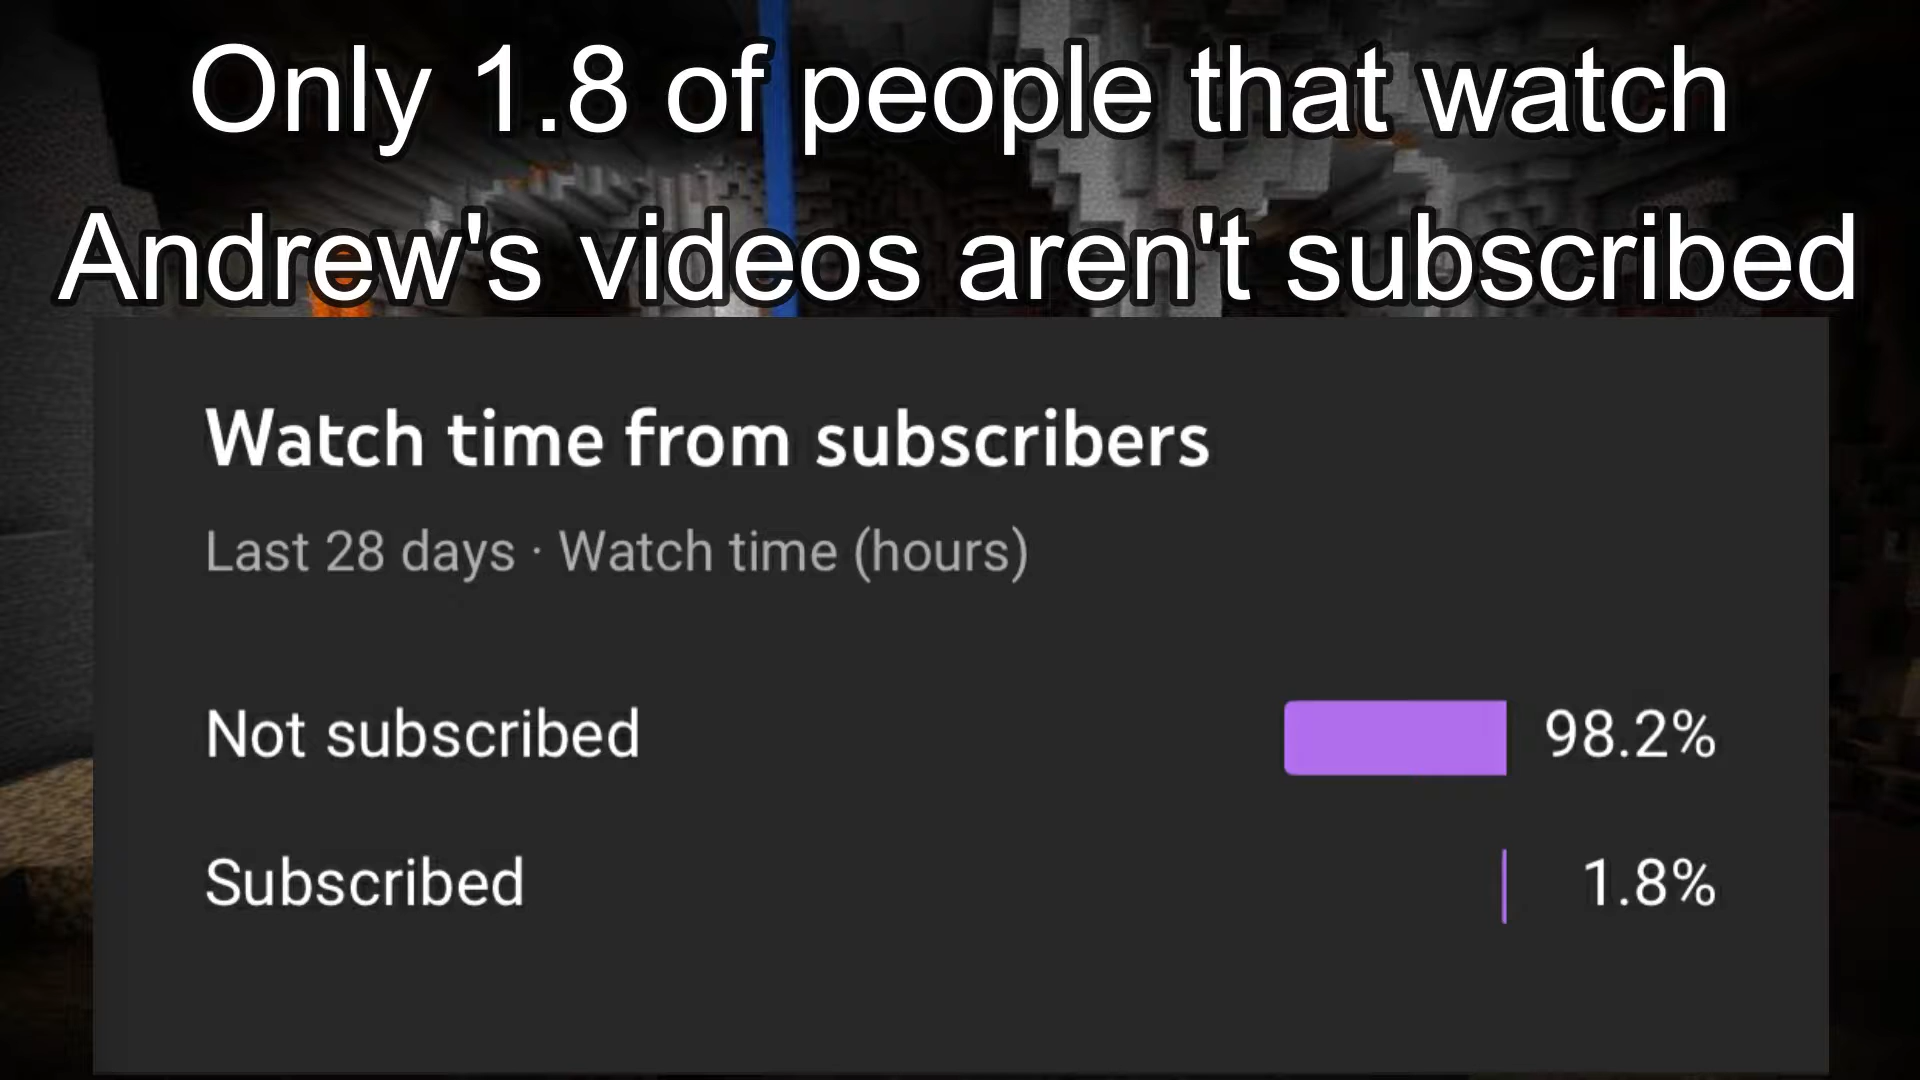 Only 1.8 of people that watch
Andrew's videos aren't subscribed
Watch time from subscribers
Last 28 days · Watch time (hours)
Not subscribed 98.2%
Subscribed 1.8%